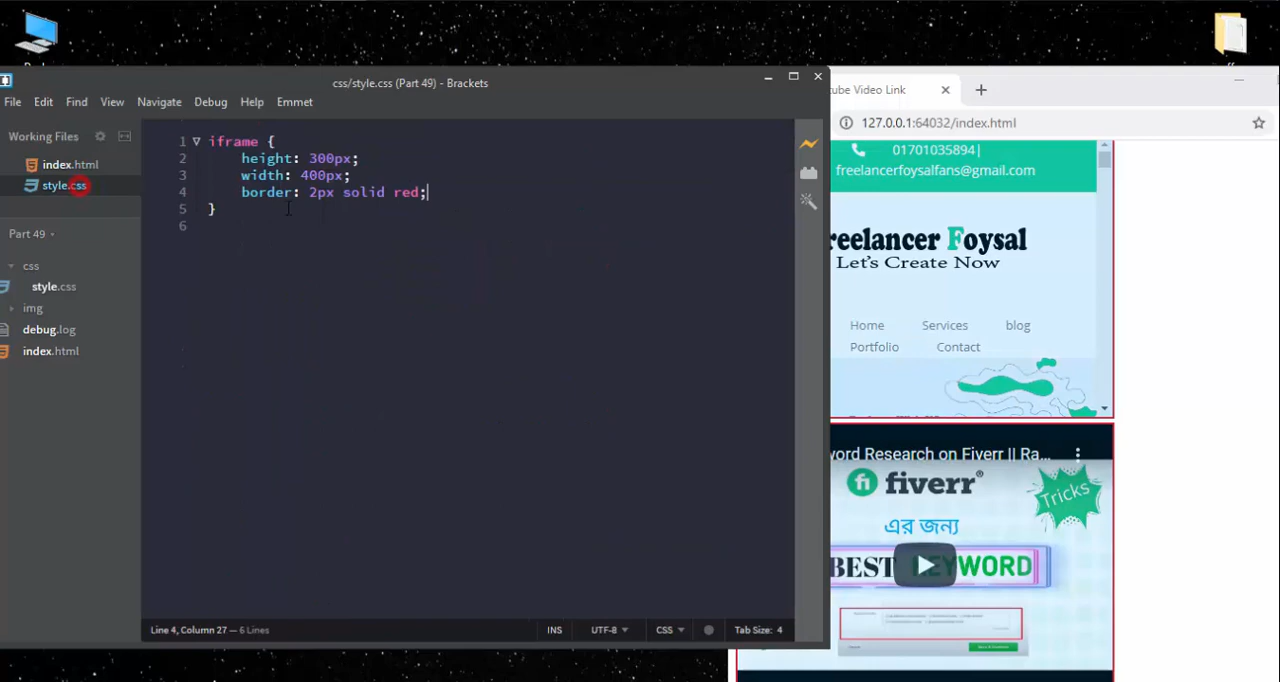 css/style.css (Part 49) - Brackets
File Edit Find View Navigate Debug Help Emmet
Working Files
index.html
style.css
Part 49
css
style.css
img
debug.log
index.html
1 iframe {
2 height: 300px;
3 width: 400px;
4 border: 2px solid red;
5 }
6
Line 4, Column 27 — 6 Lines
INS UTF-8 CSS Tab Size: 4
tube Video Link
127.0.0.1:64032/index.html
01701035894|
freelancerfoysalfans@gmail.com
reelancer Foysal
Let's Create Now
Home Services blog
Portfolio Contact
word Research on Fiverr || Ra...
fi fiverr®
Tricks
এর জন্য
BEST KEYWORD